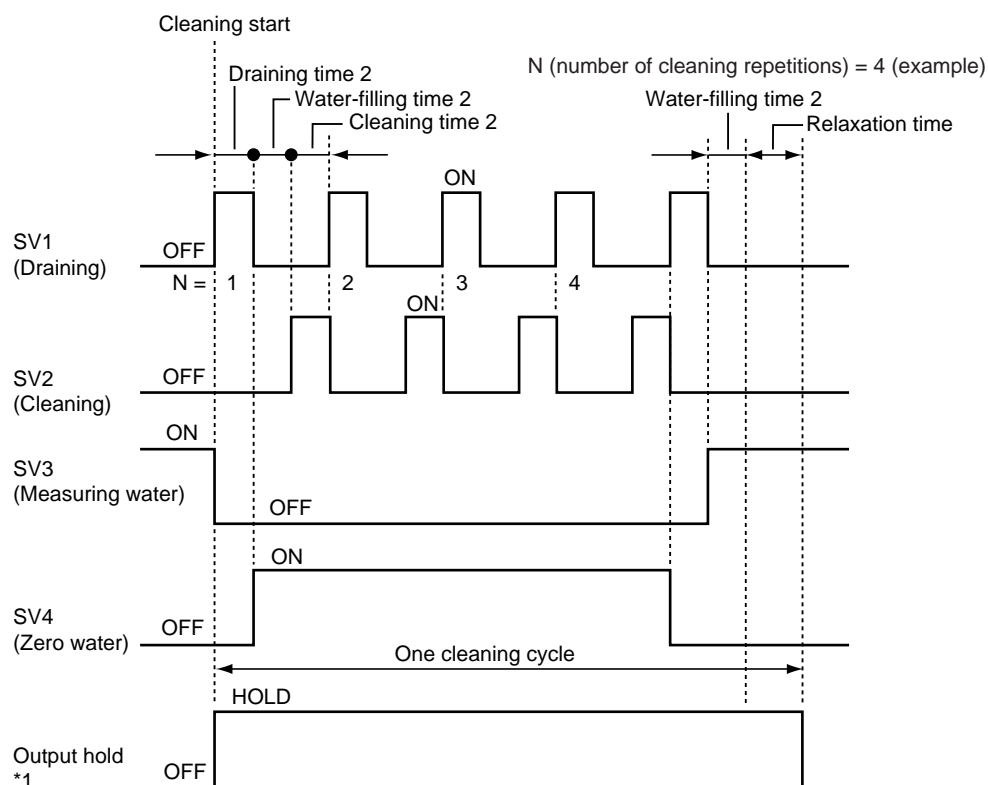 Cleaning start
N (number of cleaning repetitions) = 4 (example)
Draining time 2
Water-filling time 2
Cleaning time 2
Water-filling time 2
Relaxation time
SV1
(Draining)
OFF
ON
N = 1 2 3 4
SV2
(Cleaning)
OFF
ON
SV3
(Measuring water)
ON
OFF
SV4
(Zero water)
OFF
ON
One cleaning cycle
Output hold
*1
OFF
HOLD